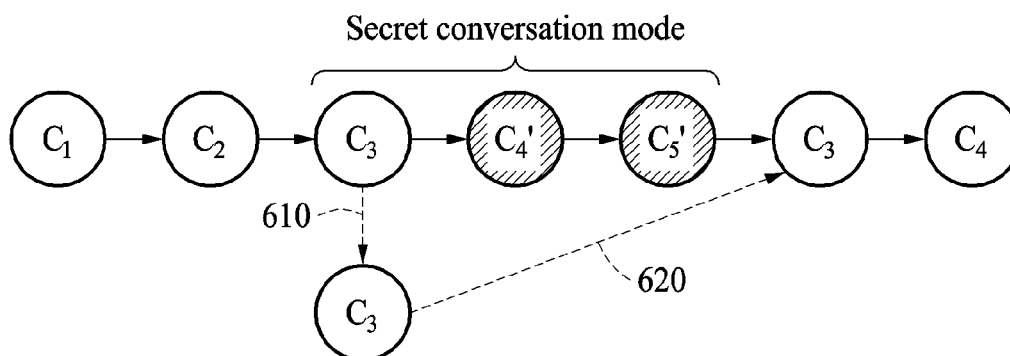 Secret conversation mode
C₁ C₂ C₃ C₄' C₅' C₃ C₄
610
620
C₃